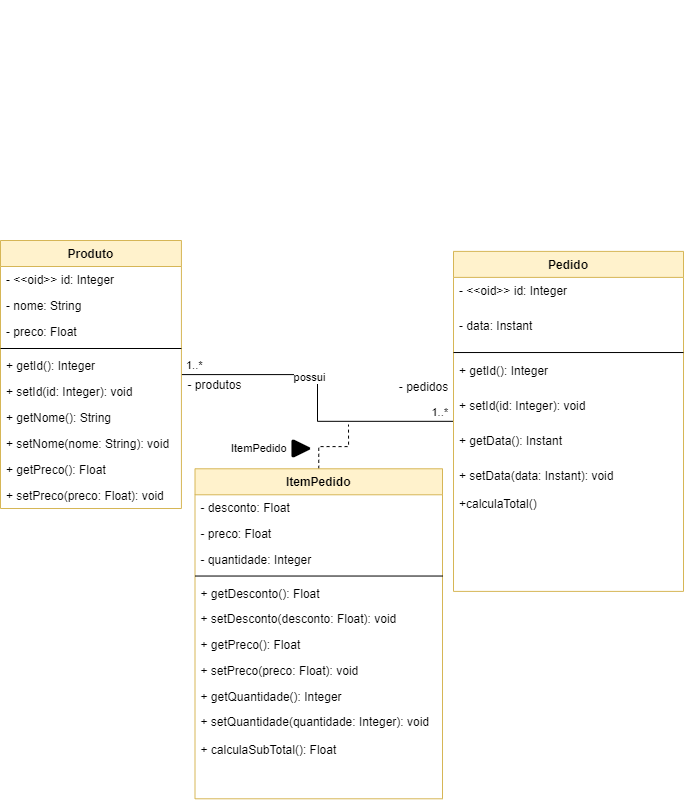 Produto
- <<oid>> id: Integer
- nome: String
- preco: Float
+ getId(): Integer
+ setId(id: Integer): void
+ getNome(): String
+ setNome(nome: String): void
+ getPreco(): Float
+ setPreco(preco: Float): void
1..*
- produtos
possui
- pedidos
1..*
ItemPedido
Pedido
- <<oid>> id: Integer
- data: Instant
+ getId(): Integer
+ setId(id: Integer): void
+ getData(): Instant
+ setData(data: Instant): void
+calculaTotal()
ItemPedido
- desconto: Float
- preco: Float
- quantidade: Integer
+ getDesconto(): Float
+ setDesconto(desconto: Float): void
+ getPreco(): Float
+ setPreco(preco: Float): void
+ getQuantidade(): Integer
+ setQuantidade(quantidade: Integer): void
+ calculaSubTotal(): Float